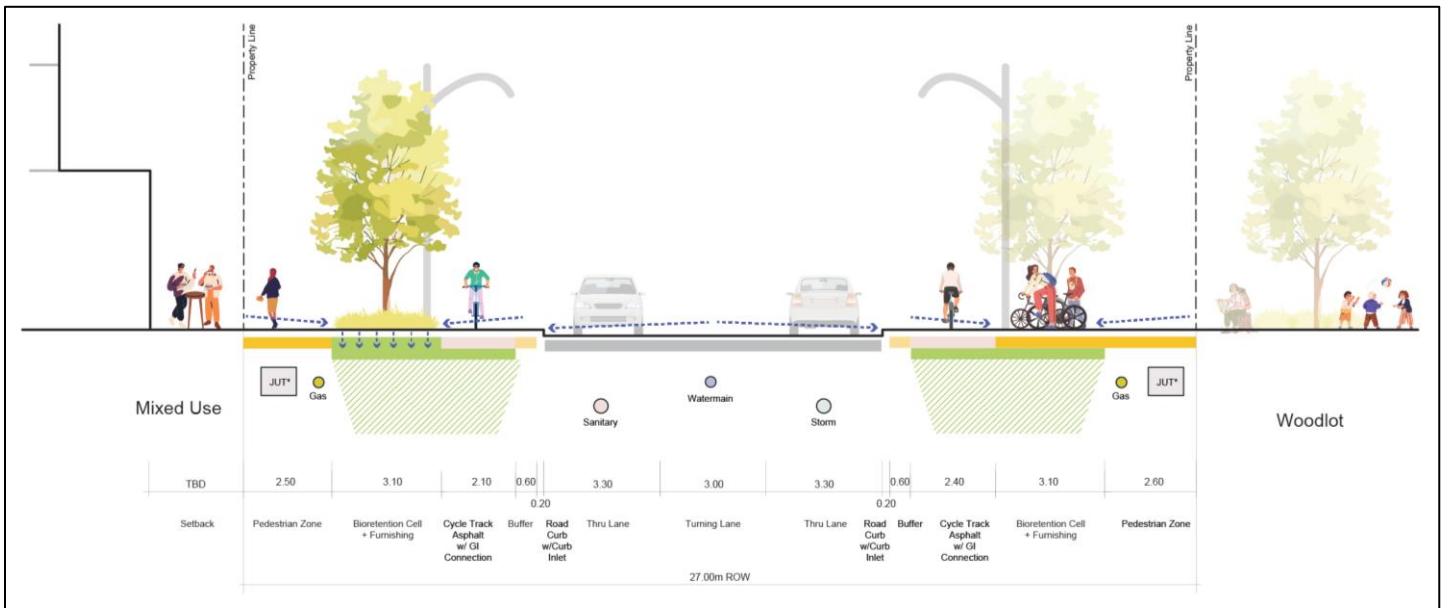 Property Line
Property Line
JUT*
Gas
Sanitary
Watermain
Storm
Gas
JUT*
Mixed Use
Woodlot
TBD
2.50
3.10
2.10
0.60
0.20
3.30
3.00
3.30
0.20
0.60
2.40
3.10
2.60
Setback
Pedestrian Zone
Bioretention Cell
+ Furnishing
Cycle Track
Asphalt
w/ GI
Connection
Buffer
Road
Curb
w/Curb
Inlet
Thru Lane
Turning Lane
Thru Lane
Road
Curb
w/Curb
Inlet
Buffer
Cycle Track
Asphalt
w/ GI
Connection
Bioretention Cell
+ Furnishing
Pedestrian Zone
27.00m ROW